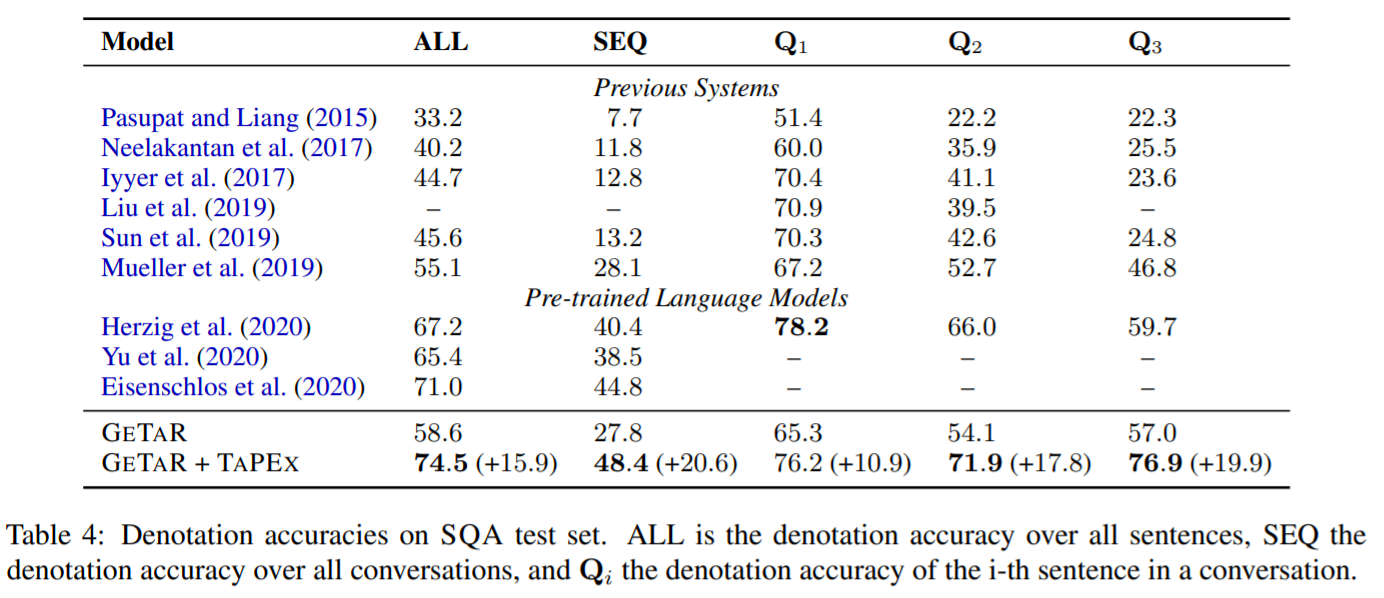 Model ALL SEQ Q₁ Q₂ Q₃
Previous Systems
Pasupat and Liang (2015) 33.2 7.7 51.4 22.2 22.3
Neelakantan et al. (2017) 40.2 11.8 60.0 35.9 25.5
Iyyer et al. (2017) 44.7 12.8 70.4 41.1 23.6
Liu et al. (2019) – – 70.9 39.5 –
Sun et al. (2019) 45.6 13.2 70.3 42.6 24.8
Mueller et al. (2019) 55.1 28.1 67.2 52.7 46.8
Pre-trained Language Models
Herzig et al. (2020) 67.2 40.4 78.2 66.0 59.7
Yu et al. (2020) 65.4 38.5 – – –
Eisenschlos et al. (2020) 71.0 44.8 – – –
GETAR 58.6 27.8 65.3 54.1 57.0
GETAR + TAPEX 74.5 (+15.9) 48.4 (+20.6) 76.2 (+10.9) 71.9 (+17.8) 76.9 (+19.9)
Table 4: Denotation accuracies on SQA test set. ALL is the denotation accuracy over all sentences, SEQ the
denotation accuracy over all conversations, and Qᵢ the denotation accuracy of the i-th sentence in a conversation.